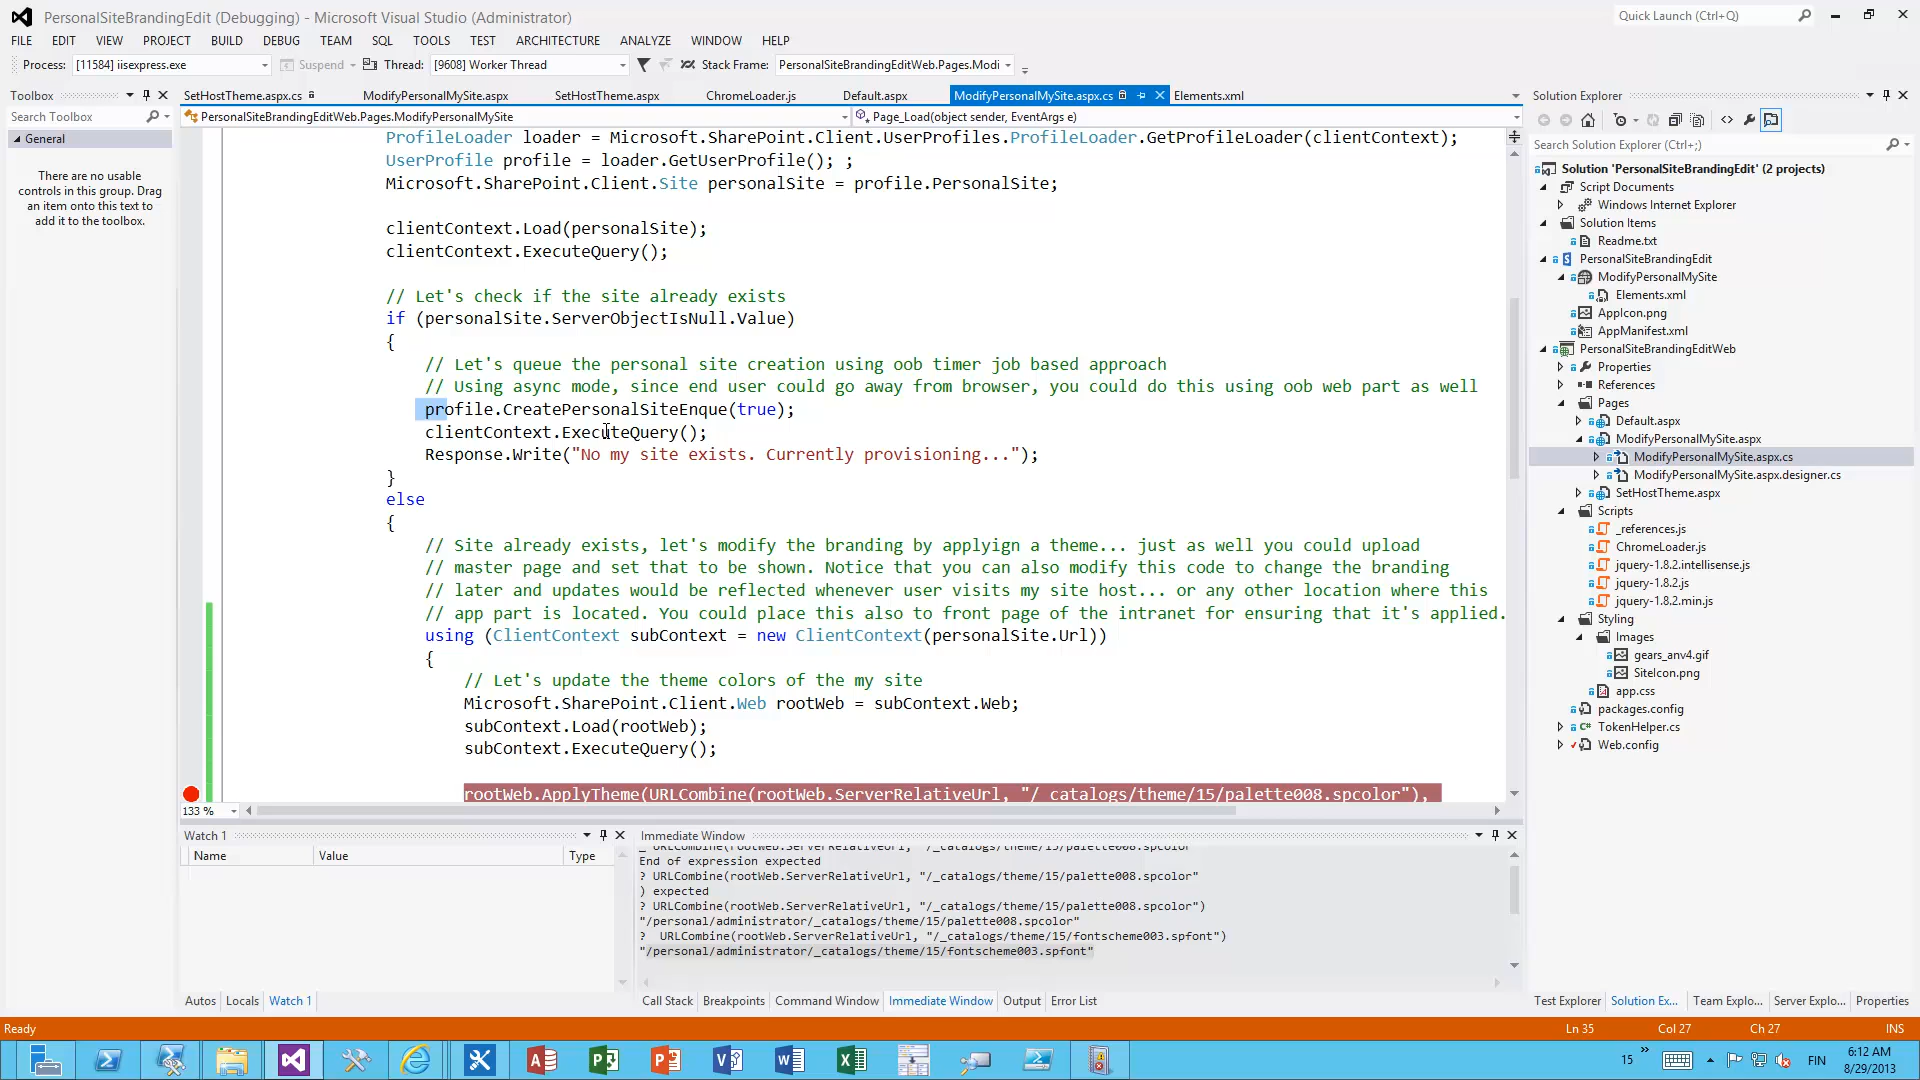 PersonalSiteBrandingEdit (Debugging) - Microsoft Visual Studio (Administrator)
Quick Launch (Ctrl+Q)
FILE EDIT VIEW PROJECT BUILD DEBUG TEAM SQL TOOLS TEST ARCHITECTURE ANALYZE WINDOW HELP
Process: [11584] iisexpress.exe Suspend Thread: [9608] Worker Thread Stack Frame: PersonalSiteBrandingEditWeb.Pages.Modi
Toolbox
Search Toolbox
General
There are no usable
controls in this group. Drag
an item onto this text to
add it to the toolbox.
SetHostTheme.aspx.cs ModifyPersonalMySite.aspx SetHostTheme.aspx ChromeLoader.js Default.aspx ModifyPersonalMySite.aspx.cs Elements.xml
PersonalSiteBrandingEditWeb.Pages.ModifyPersonalMySite Page_Load(object sender, EventArgs e)
ProfileLoader loader = Microsoft.SharePoint.Client.UserProfiles.ProfileLoader.GetProfileLoader(clientContext);
UserProfile profile = loader.GetUserProfile(); ;
Microsoft.SharePoint.Client.Site personalSite = profile.PersonalSite;
clientContext.Load(personalSite);
clientContext.ExecuteQuery();
// Let's check if the site already exists
if (personalSite.ServerObjectIsNull.Value)
{
// Let's queue the personal site creation using oob timer job based approach
// Using async mode, since end user could go away from browser, you could do this using oob web part as well
profile.CreatePersonalSiteEnque(true);
clientContext.ExecuteQuery();
Response.Write("No my site exists. Currently provisioning...");
}
else
{
// Site already exists, let's modify the branding by applyign a theme... just as well you could upload
// master page and set that to be shown. Notice that you can also modify this code to change the branding
// later and updates would be reflected whenever user visits my site host... or any other location where this
// app part is located. You could place this also to front page of the intranet for ensuring that it's applied.
using (ClientContext subContext = new ClientContext(personalSite.Url))
{
// Let's update the theme colors of the my site
Microsoft.SharePoint.Client.Web rootWeb = subContext.Web;
subContext.Load(rootWeb);
subContext.ExecuteQuery();
rootWeb.ApplyTheme(URLCombine(rootWeb.ServerRelativeUrl, "/_catalogs/theme/15/palette008.spcolor"),
133 %
Watch 1
Name Value Type
Autos Locals Watch 1
Immediate Window
URLCombine(rootWeb.ServerRelativeUrl, "/_catalogs/theme/15/palette008.spcolor"
End of expression expected
? URLCombine(rootWeb.ServerRelativeUrl, "/_catalogs/theme/15/palette008.spcolor"
) expected
? URLCombine(rootWeb.ServerRelativeUrl, "/_catalogs/theme/15/palette008.spcolor")
"/personal/administrator/_catalogs/theme/15/palette008.spcolor"
? URLCombine(rootWeb.ServerRelativeUrl, "/_catalogs/theme/15/fontscheme003.spfont")
"/personal/administrator/_catalogs/theme/15/fontscheme003.spfont"
Call Stack Breakpoints Command Window Immediate Window Output Error List
Solution Explorer
Search Solution Explorer (Ctrl+;)
Solution 'PersonalSiteBrandingEdit' (2 projects)
Script Documents
Windows Internet Explorer
Solution Items
Readme.txt
PersonalSiteBrandingEdit
ModifyPersonalMySite
Elements.xml
AppIcon.png
AppManifest.xml
PersonalSiteBrandingEditWeb
Properties
References
Pages
Default.aspx
ModifyPersonalMySite.aspx
ModifyPersonalMySite.aspx.cs
ModifyPersonalMySite.aspx.designer.cs
SetHostTheme.aspx
Scripts
_references.js
ChromeLoader.js
jquery-1.8.2.intellisense.js
jquery-1.8.2.js
jquery-1.8.2.min.js
Styling
Images
gears_anv4.gif
SiteIcon.png
app.css
packages.config
TokenHelper.cs
Web.config
Test Explorer Solution Ex... Team Explo... Server Explo... Properties
Ready Ln 35 Col 27 Ch 27 INS
15 FIN 6:12 AM
8/29/2013